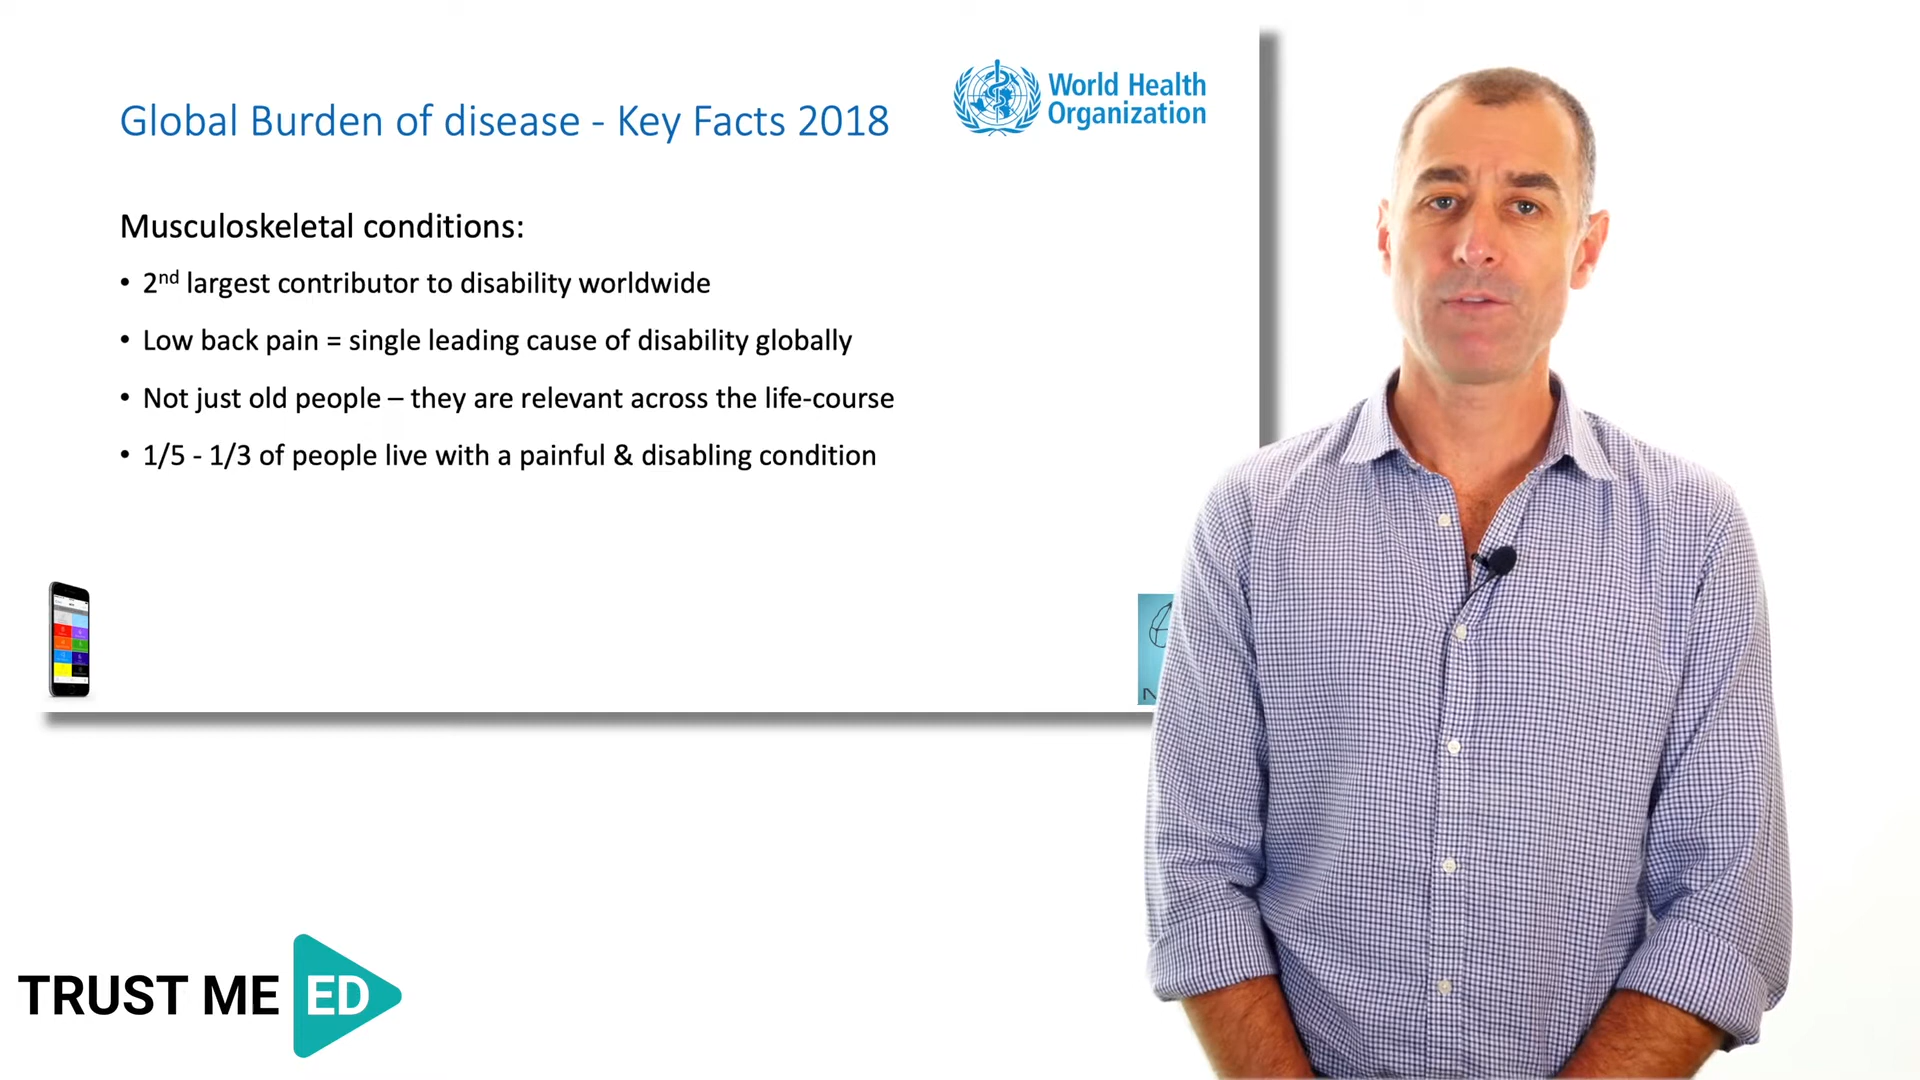 Global Burden of disease - Key Facts 2018
World Health
Organization
Musculoskeletal conditions:
• 2nd largest contributor to disability worldwide
• Low back pain = single leading cause of disability globally
• Not just old people – they are relevant across the life-course
• 1/5 - 1/3 of people live with a painful & disabling condition
TRUST ME ED